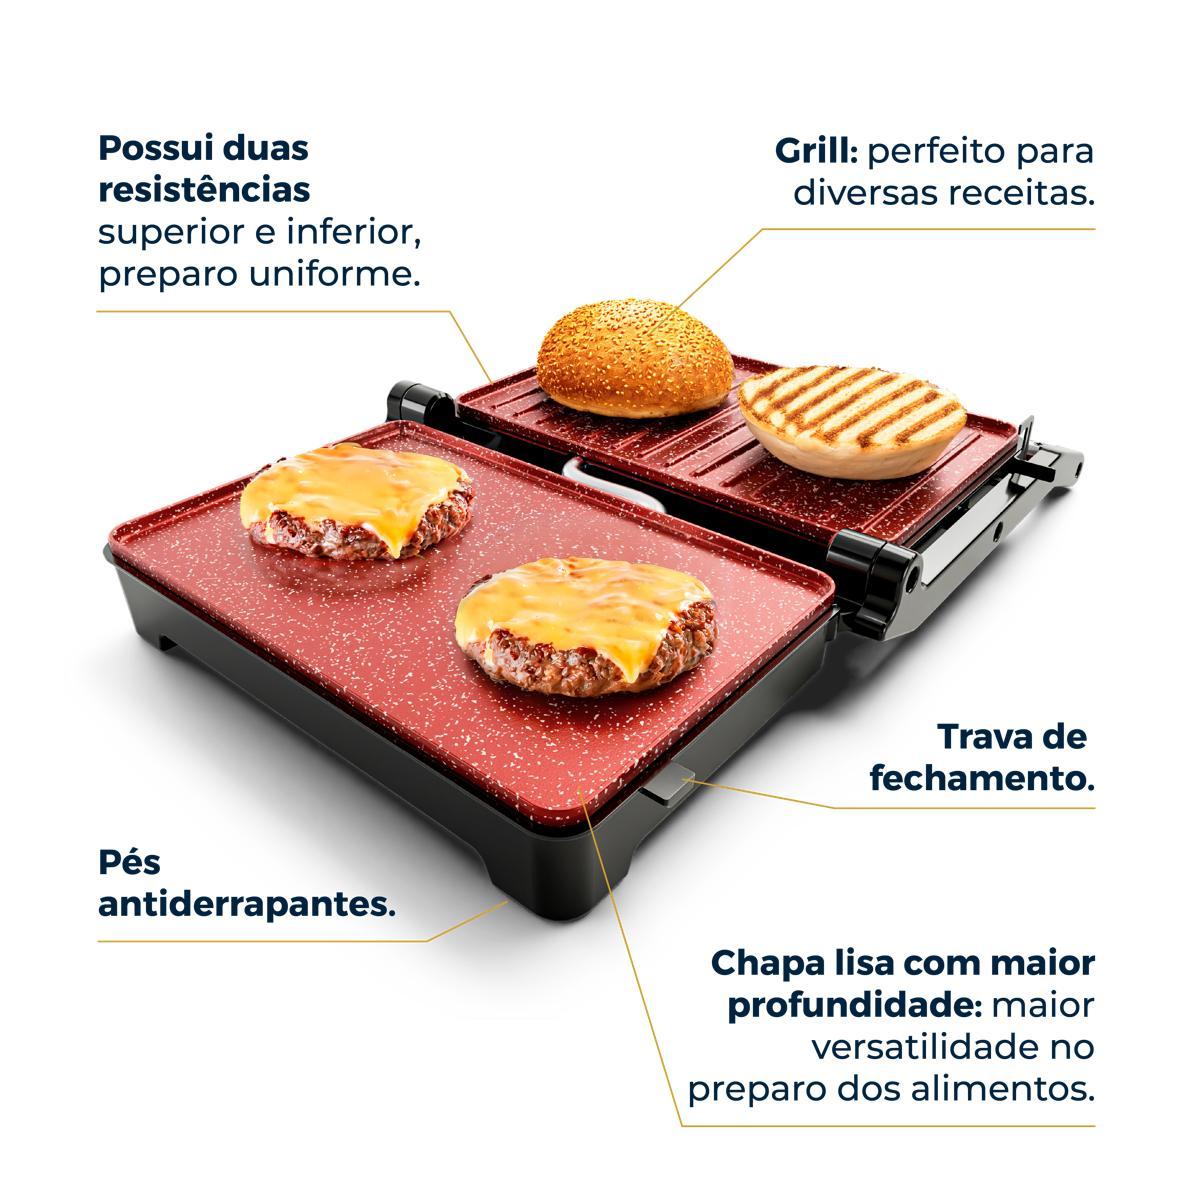 Possui duas
resistências
superior e inferior,
preparo uniforme.
Grill: perfeito para
diversas receitas.
Trava de
fechamento.
Pés
antiderrapantes.
Chapa lisa com maior
profundidade: maior
versatilidade no
preparo dos alimentos.